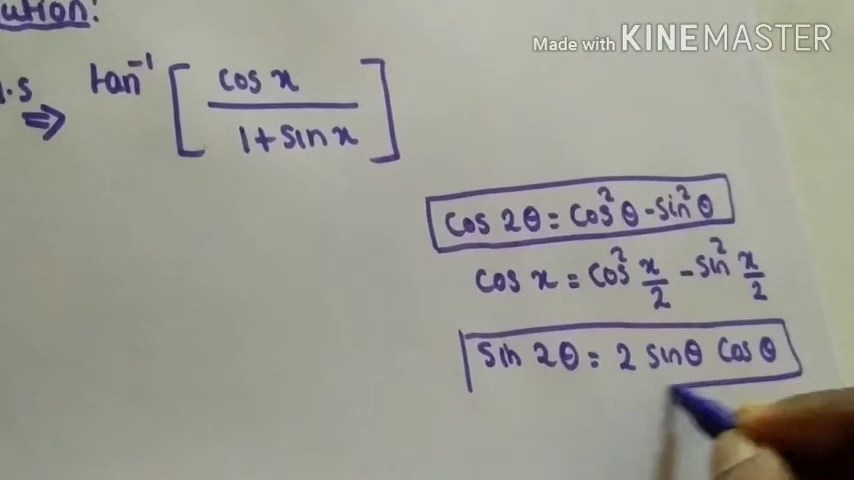 ution:
Made with KINEMASTER
H.S ⇒ tan⁻¹ [ cos x / 1 + sin x ]
cos 2θ = cos²θ - sin²θ
cos x = cos² x/2 - sin² x/2
sin 2θ = 2 sinθ cosθ